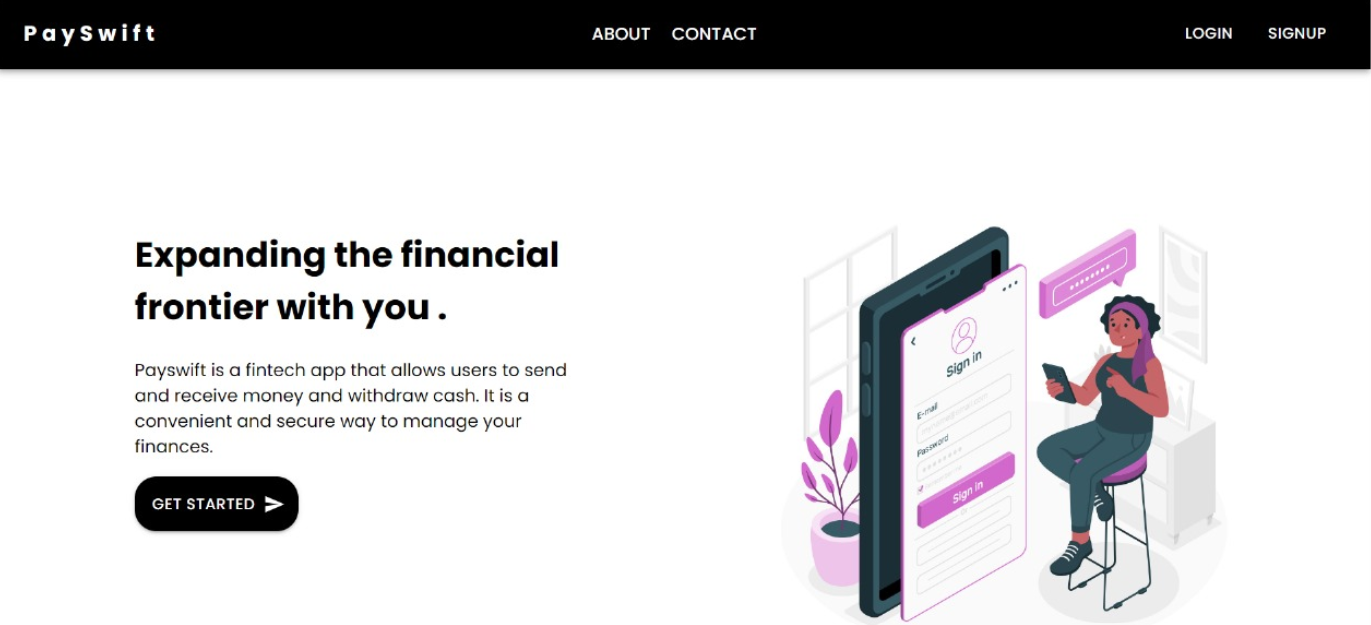 PaySwift
ABOUT CONTACT
LOGIN SIGNUP
Expanding the financial
frontier with you .
Payswift is a fintech app that allows users to send
and receive money and withdraw cash. It is a
convenient and secure way to manage your
finances.
GET STARTED
Sign in
E-mail
Password
Sign in